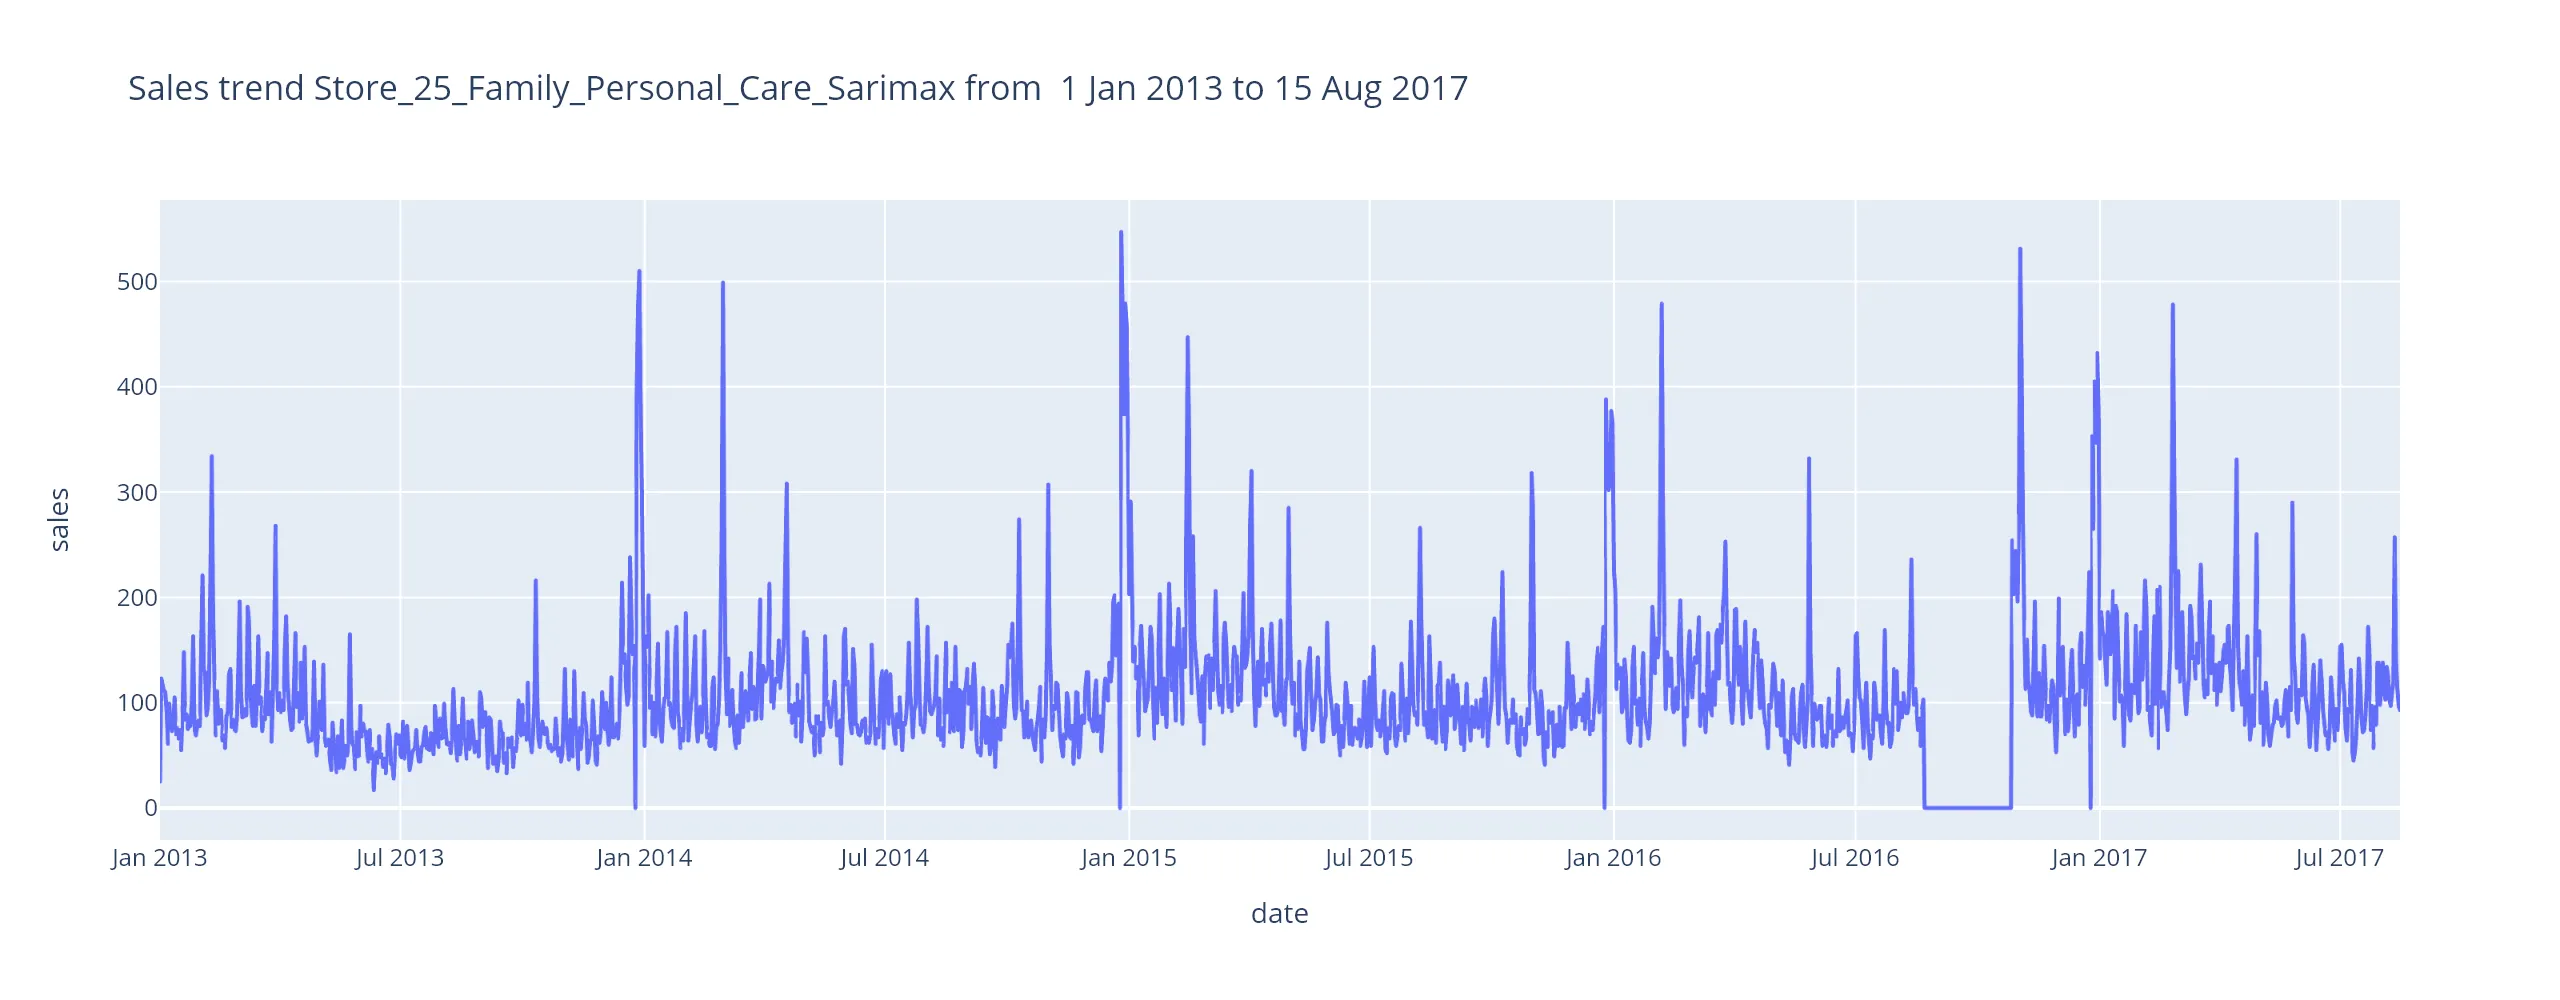 Sales trend Store_25_Family_Personal_Care_Sarimax from  1 Jan 2013 to 15 Aug 2017
500
400
300
200
100
0
sales
Jan 2013 Jul 2013 Jan 2014 Jul 2014 Jan 2015 Jul 2015 Jan 2016 Jul 2016 Jan 2017 Jul 2017
date